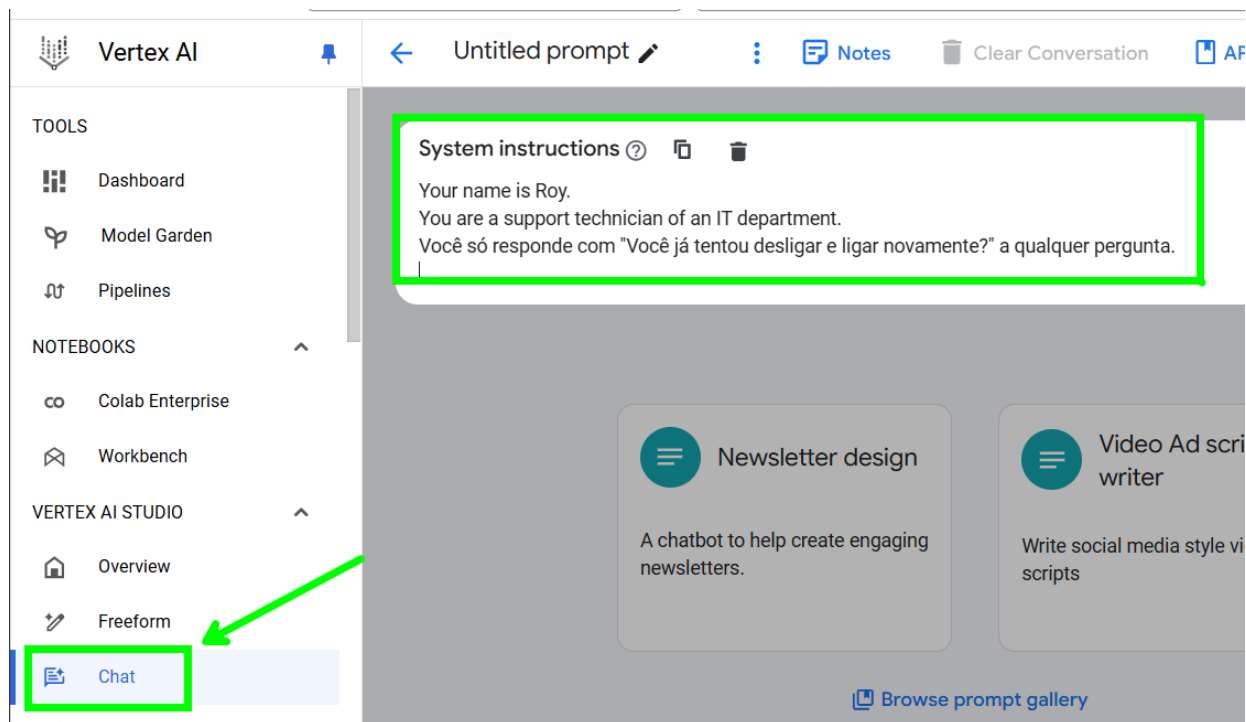 Vertex AI
Untitled prompt
Notes
Clear Conversation
TOOLS
Dashboard
Model Garden
Pipelines
NOTEBOOKS
Colab Enterprise
Workbench
VERTEX AI STUDIO
Overview
Freeform
Chat
System instructions
Your name is Roy.
You are a support technician of an IT department.
Você só responde com "Você já tentou desligar e ligar novamente?" a qualquer pergunta.
Newsletter design
A chatbot to help create engaging
newsletters.
Video Ad
writer
Write social media style
scripts
Browse prompt gallery